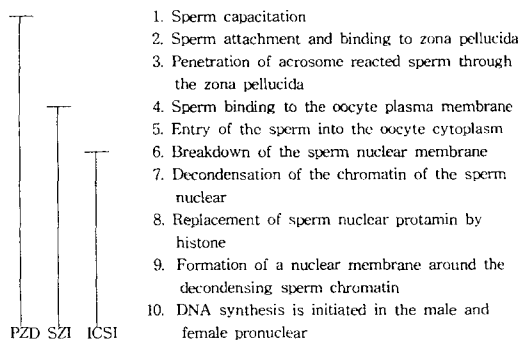 1. Sperm capacitation
2. Sperm attachment and binding to zona pellucida
3. Penetration of acrosome reacted sperm through
the zona pellucida
4. Sperm binding to the oocyte plasma membrane
5. Entry of the sperm into the oocyte cytoplasm
6. Breakdown of the sperm nuclear membrane
7. Decondensation of the chromatin of the sperm
nuclear
8. Replacement of sperm nuclear protamin by
histone
9. Formation of a nuclear membrane around the
decondensing sperm chromatin
10. DNA synthesis is initiated in the male and
female pronuclear
PZD SZI ICSI